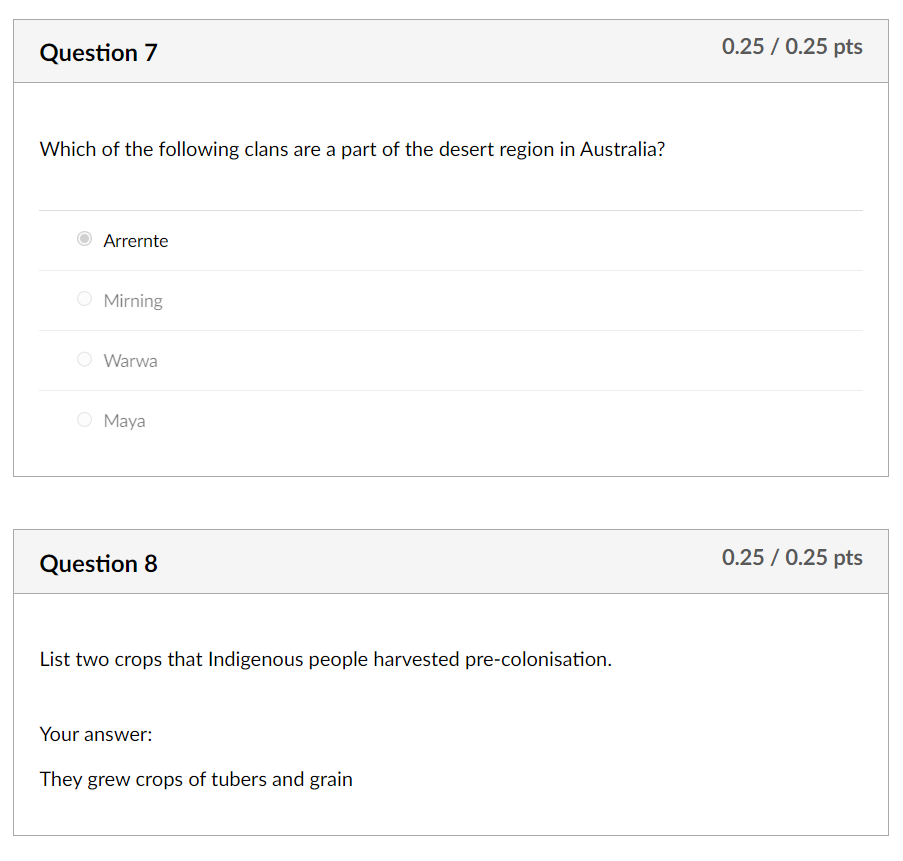 Question 7
0.25 / 0.25 pts
Which of the following clans are a part of the desert region in Australia?
Arrernte
Mirning
Warwa
Maya
Question 8
0.25 / 0.25 pts
List two crops that Indigenous people harvested pre-colonisation.
Your answer:
They grew crops of tubers and grain